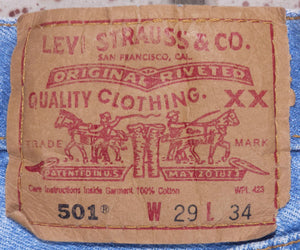 LEVI STRAUSS & CO.
SAN FRANCISCO, CAL.
ORIGINAL RIVETED
QUALITY CLOTHING. XX
TRADE MARK
PATENTED IN U.S. MAY 20 1873
Care Instructions Inside Garment 100% Cotton WPL 423
501® W 29 L 34